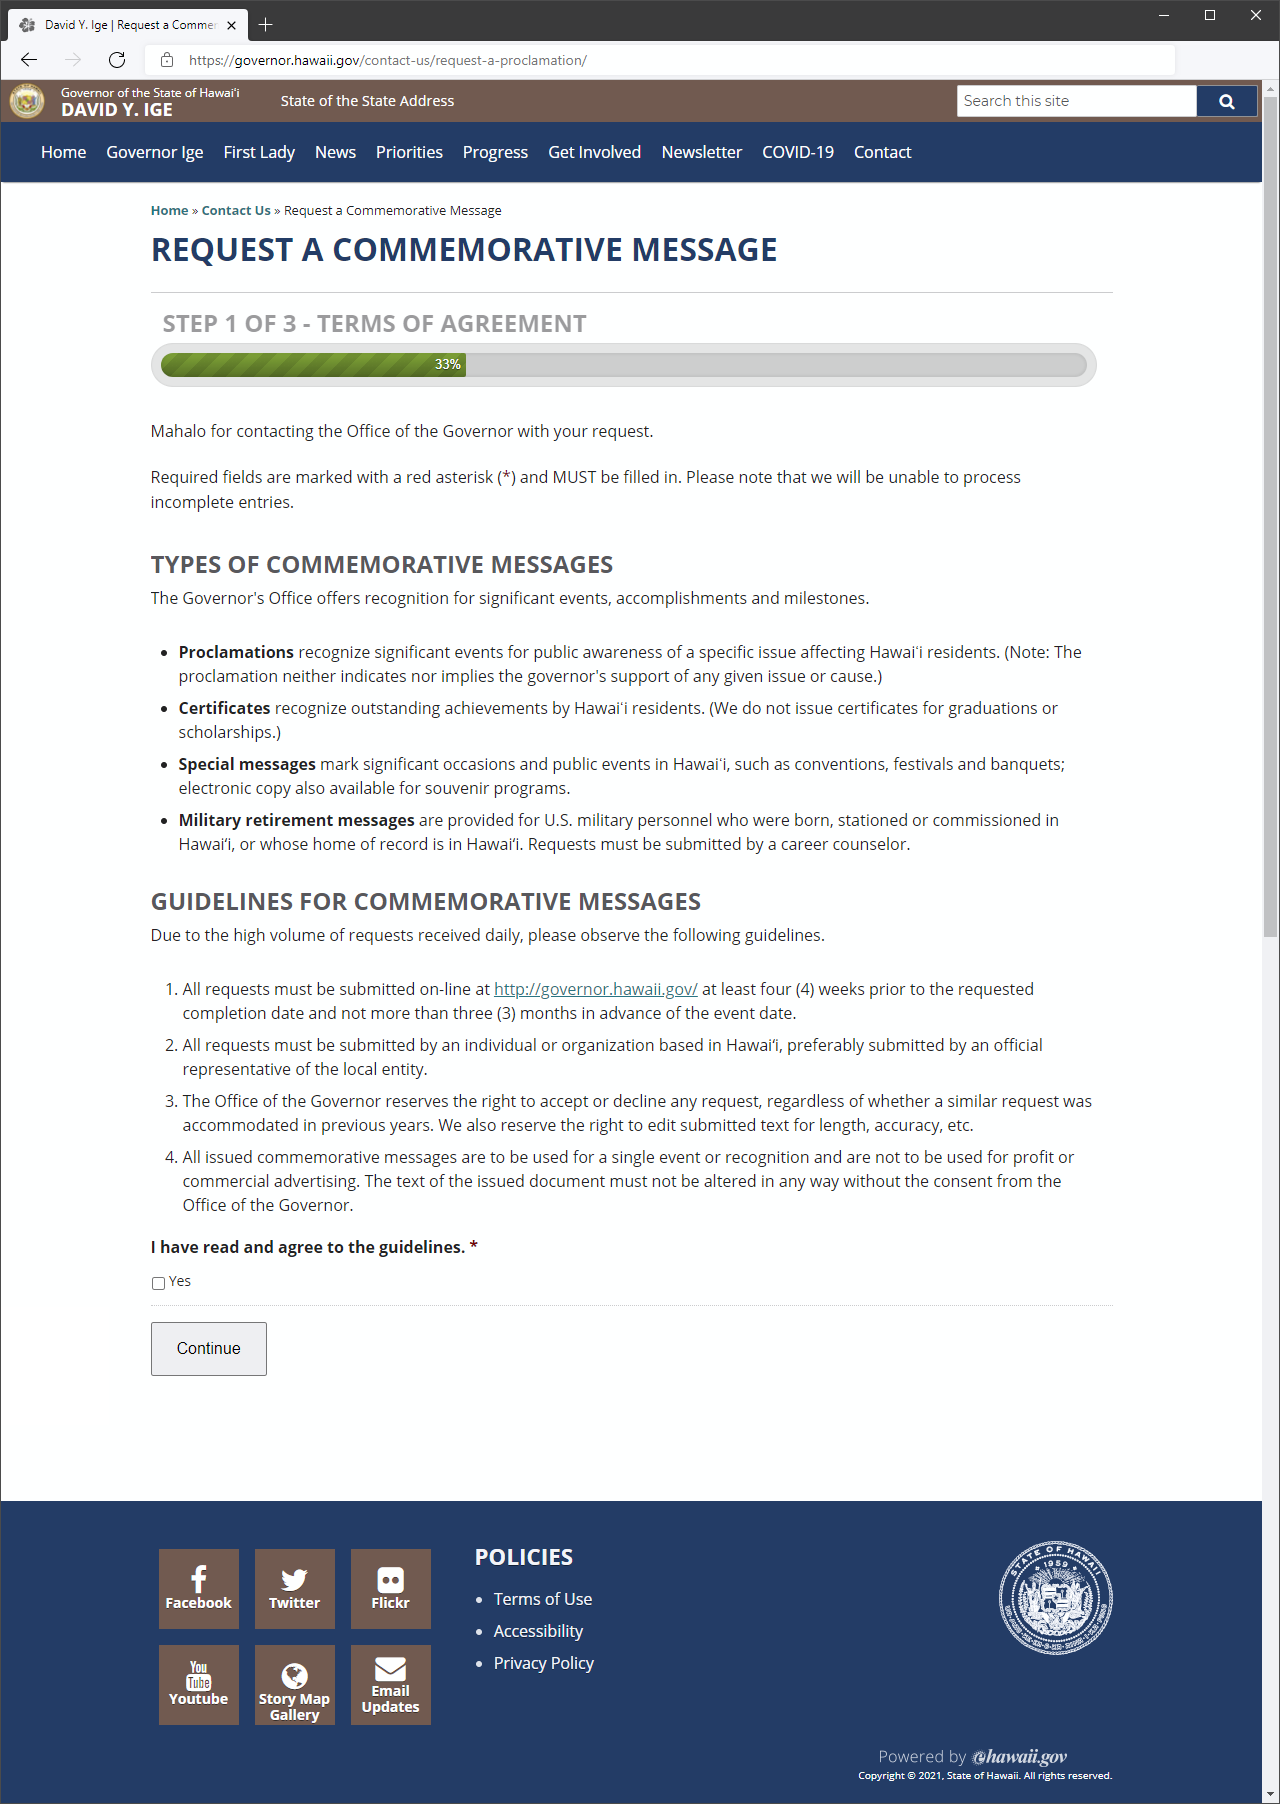 David Y. Ige | Request a Commer
https://governor.hawaii.gov/contact-us/request-a-proclamation/
Governor of the State of Hawaiʻi
DAVID Y. IGE
State of the State Address
Search this site
Home Governor Ige First Lady News Priorities Progress Get Involved Newsletter COVID-19 Contact
Home » Contact Us » Request a Commemorative Message
REQUEST A COMMEMORATIVE MESSAGE
STEP 1 OF 3 - TERMS OF AGREEMENT
33%
Mahalo for contacting the Office of the Governor with your request.
Required fields are marked with a red asterisk (*) and MUST be filled in. Please note that we will be unable to process
incomplete entries.
TYPES OF COMMEMORATIVE MESSAGES
The Governor's Office offers recognition for significant events, accomplishments and milestones.
• Proclamations recognize significant events for public awareness of a specific issue affecting Hawaiʻi residents. (Note: The
proclamation neither indicates nor implies the governor's support of any given issue or cause.)
• Certificates recognize outstanding achievements by Hawaiʻi residents. (We do not issue certificates for graduations or
scholarships.)
• Special messages mark significant occasions and public events in Hawaiʻi, such as conventions, festivals and banquets;
electronic copy also available for souvenir programs.
• Military retirement messages are provided for U.S. military personnel who were born, stationed or commissioned in
Hawaiʻi, or whose home of record is in Hawaiʻi. Requests must be submitted by a career counselor.
GUIDELINES FOR COMMEMORATIVE MESSAGES
Due to the high volume of requests received daily, please observe the following guidelines.
1. All requests must be submitted on-line at http://governor.hawaii.gov/ at least four (4) weeks prior to the requested
completion date and not more than three (3) months in advance of the event date.
2. All requests must be submitted by an individual or organization based in Hawaiʻi, preferably submitted by an official
representative of the local entity.
3. The Office of the Governor reserves the right to accept or decline any request, regardless of whether a similar request was
accommodated in previous years. We also reserve the right to edit submitted text for length, accuracy, etc.
4. All issued commemorative messages are to be used for a single event or recognition and are not to be used for profit or
commercial advertising. The text of the issued document must not be altered in any way without the consent from the
Office of the Governor.
I have read and agree to the guidelines. *
Yes
Continue
Facebook
Twitter
Flickr
You
Tube
Youtube
Story Map
Gallery
Email
Updates
POLICIES
• Terms of Use
• Accessibility
• Privacy Policy
STATE OF HAWAII
1959
Powered by ehawaii.gov
Copyright © 2021, State of Hawaii. All rights reserved.